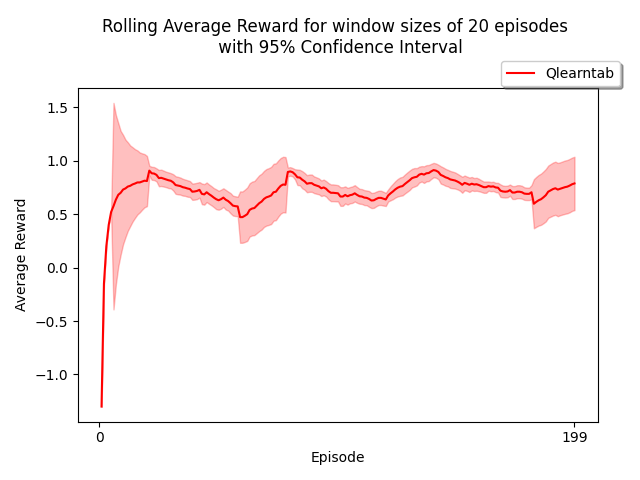 Rolling Average Reward for window sizes of 20 episodes
with 95% Confidence Interval
Qlearntab
1.5
1.0
0.5
0.0
−0.5
−1.0
Average Reward
0
199
Episode